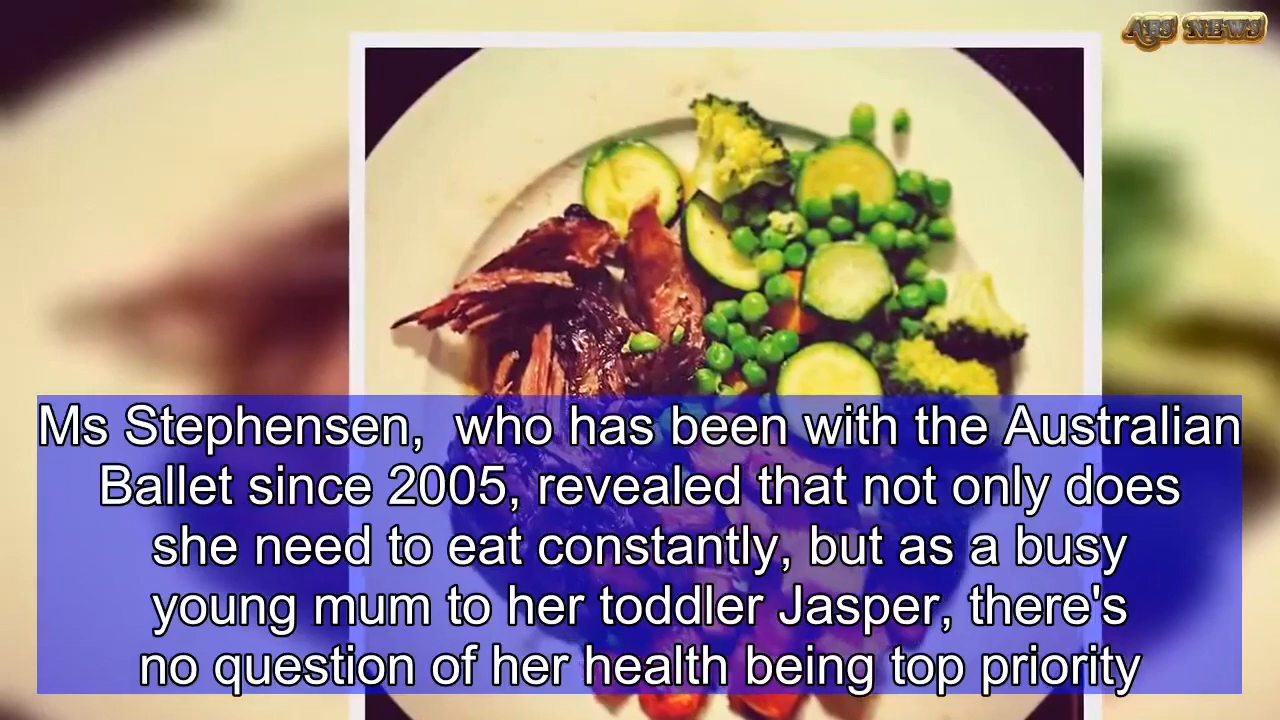 ARS NEWS
Ms Stephensen,  who has been with the Australian
Ballet since 2005, revealed that not only does
she need to eat constantly, but as a busy
young mum to her toddler Jasper, there's
no question of her health being top priority